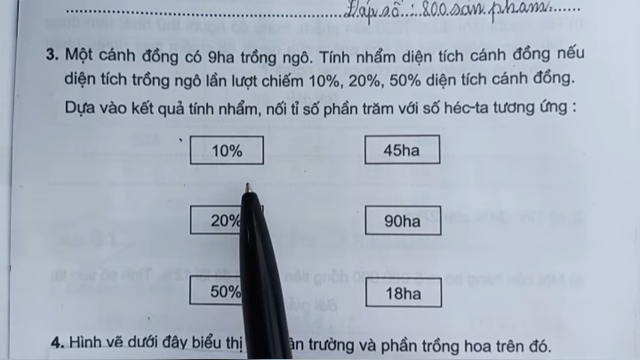 Đáp số : 800 sản phẩm
3. Một cánh đồng có 9ha trồng ngô. Tính nhẩm diện tích cánh đồng nếu
diện tích trồng ngô lần lượt chiếm 10%, 20%, 50% diện tích cánh đồng.
Dựa vào kết quả tính nhẩm, nối tỉ số phần trăm với số héc-ta tương ứng :
10% 45ha
20% 90ha
50% 18ha
4. Hình vẽ dưới đây biểu thị ân trường và phần trồng hoa trên đó.